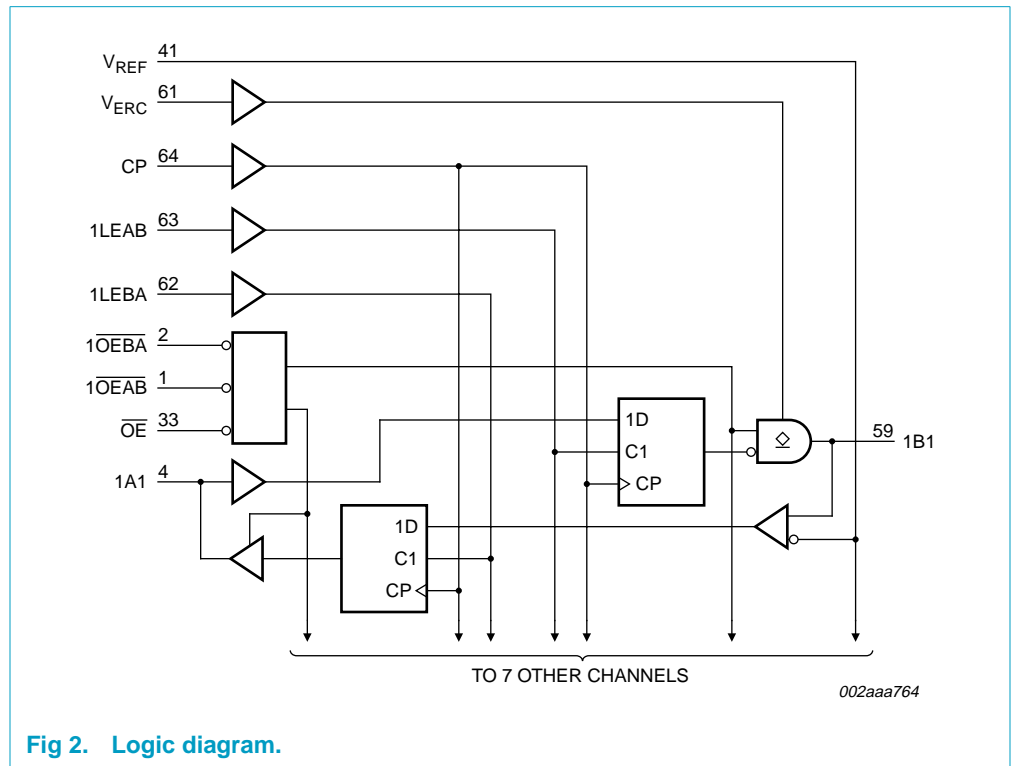 VREF 41
VERC 61
CP 64
1LEAB 63
1LEBA 62
1OEBA 2
1OEAB 1
OE 33
1A1 4
1D
C1
CP
59 1B1
1D
C1
CP
TO 7 OTHER CHANNELS
002aaa764
Fig 2. Logic diagram.